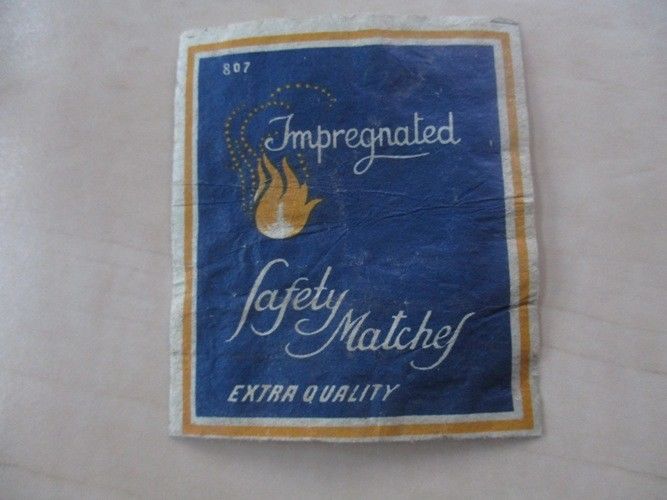 807
Impregnated
Safety
Matches
EXTRA QUALITY